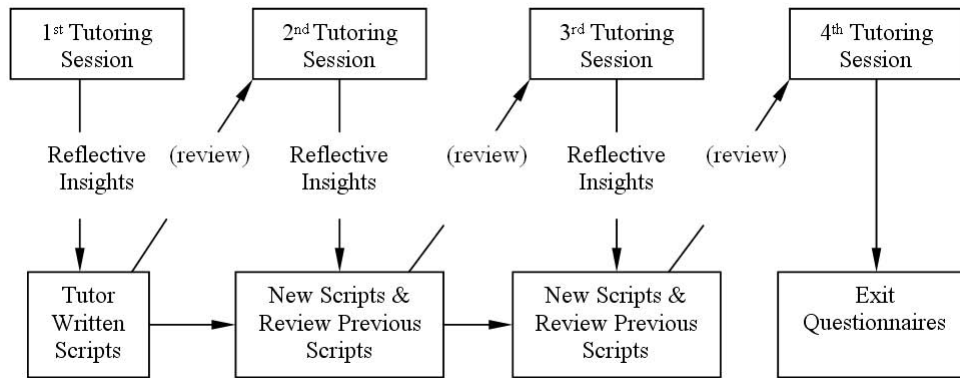 1st Tutoring
Session
2nd Tutoring
Session
3rd Tutoring
Session
4th Tutoring
Session
Reflective
Insights
(review)
Reflective
Insights
(review)
Reflective
Insights
(review)
Tutor
Written
Scripts
New Scripts &
Review Previous
Scripts
New Scripts &
Review Previous
Scripts
Exit
Questionnaires